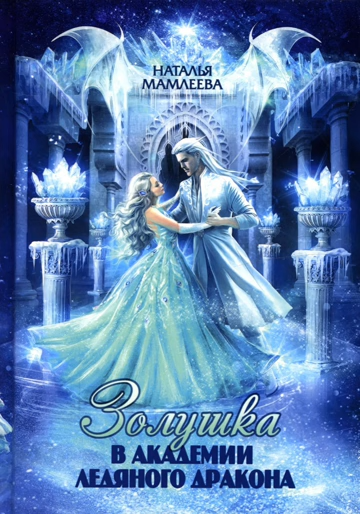 НАТАЛЬЯ
МАМЛЕЕВА
Золушка
В АКАДЕМИИ
ЛЕДЯНОГО ДРАКОНА